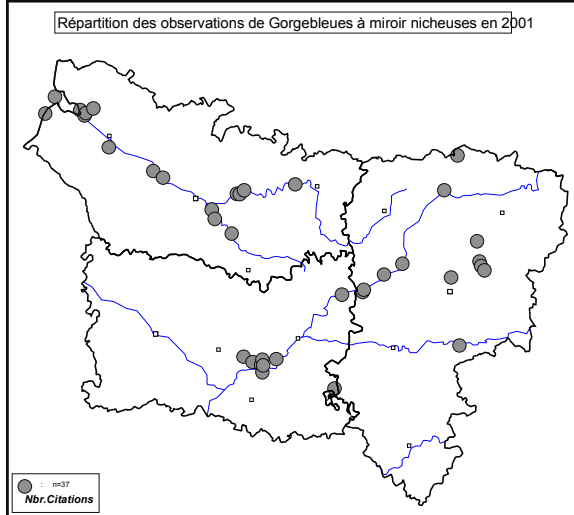 Répartition des observations de Gorgebleues à miroir nicheuses en 2001
: n=37
Nbr.Citations